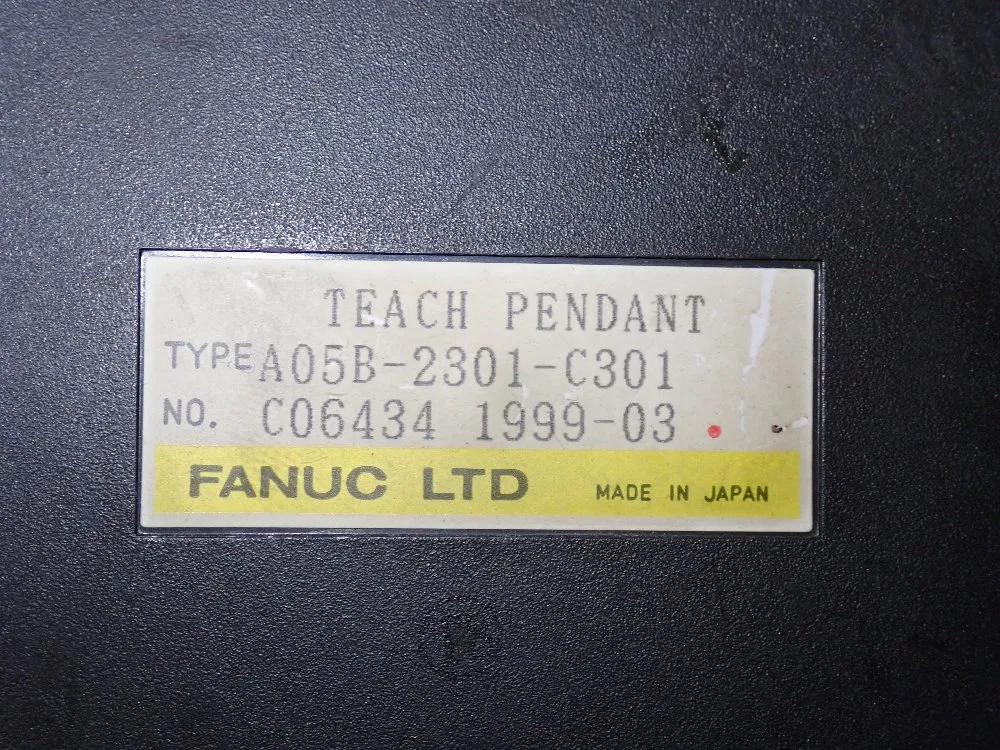 TEACH PENDANT
TYPE A05B-2301-C301
NO. C06434 1999-03
FANUC LTD MADE IN JAPAN